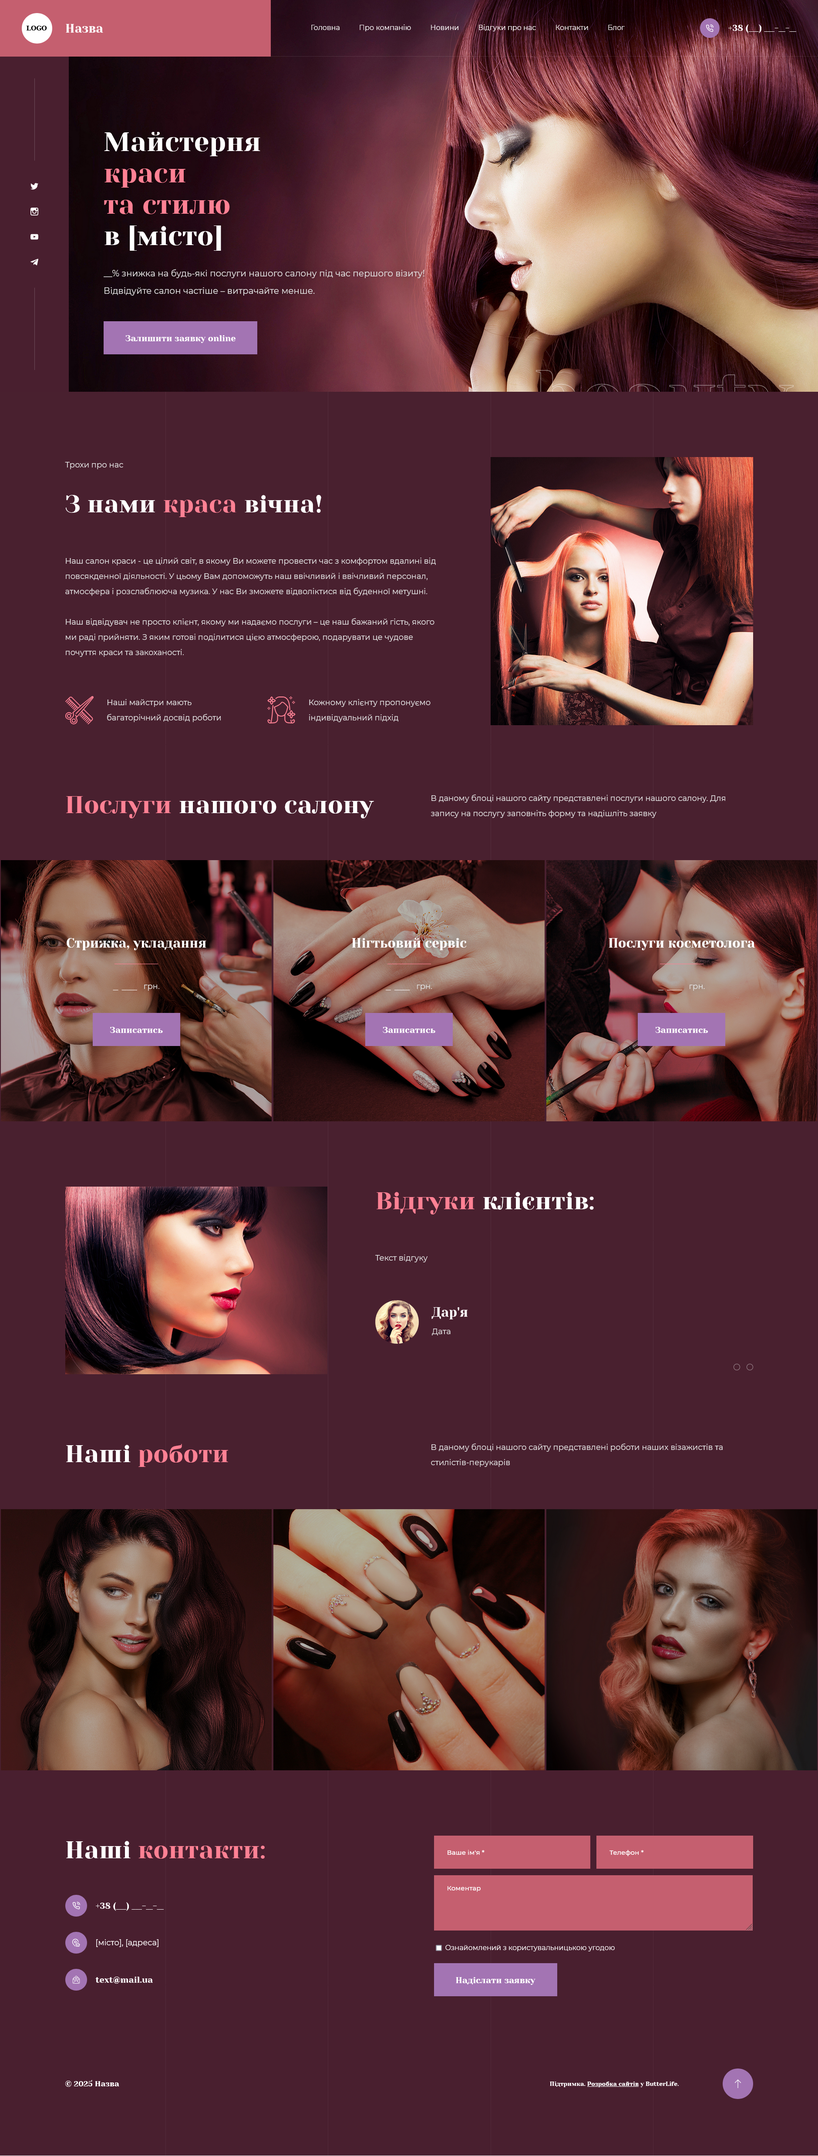 LOGO
Назва
Головна
Про компанію
Новини
Відгуки про нас
Контакти
Блог
+38 (__) __-_-_
Майстерня
краси
та стилю
в [місто]
__% знижка на будь-які послуги нашого салону під час першого візиту!
Відвідуйте салон частіше – витрачайте менше.
Залишити заявку online
beauty
Трохи про нас
З нами краса вічна!
Наш салон краси - це цілий світ, в якому Ви можете провести час з комфортом вдалині від
повсякденної діяльності. У цьому Вам допоможуть наш ввічливий і ввічливий персонал,
атмосфера і розслаблююча музика. У нас Ви зможете відволіктися від буденної метушні.
Наш відвідувач не просто клієнт, якому ми надаємо послуги – це наш бажаний гість, якого
ми раді прийняти. З яким готові поділитися цією атмосферою, подарувати це чудове
почуття краси та закоханості.
Наші майстри мають
багаторічний досвід роботи
Кожному клієнту пропонуємо
індивідуальний підхід
Послуги нашого салону
В даному блоці нашого сайту представлені послуги нашого салону. Для
запису на послугу заповніть форму та надішліть заявку
Стрижка, укладання
_ ___ грн.
Записатись
Нігтьовий сервіс
_ ___ грн.
Записатись
Послуги косметолога
_ ___ грн.
Записатись
Відгуки клієнтів:
Текст відгуку
Дар'я
Дата
Наші роботи
В даному блоці нашого сайту представлені роботи наших візажистів та
стилістів-перукарів
Наші контакти:
+38 (__) __-_-_
[місто], [адреса]
text@mail.ua
Ваше ім'я *
Телефон *
Коментар
Ознайомлений з користувальницькою угодою
Надіслати заявку
© 2025 Назва
Підтримка. Розробка сайтів у ButterLife.